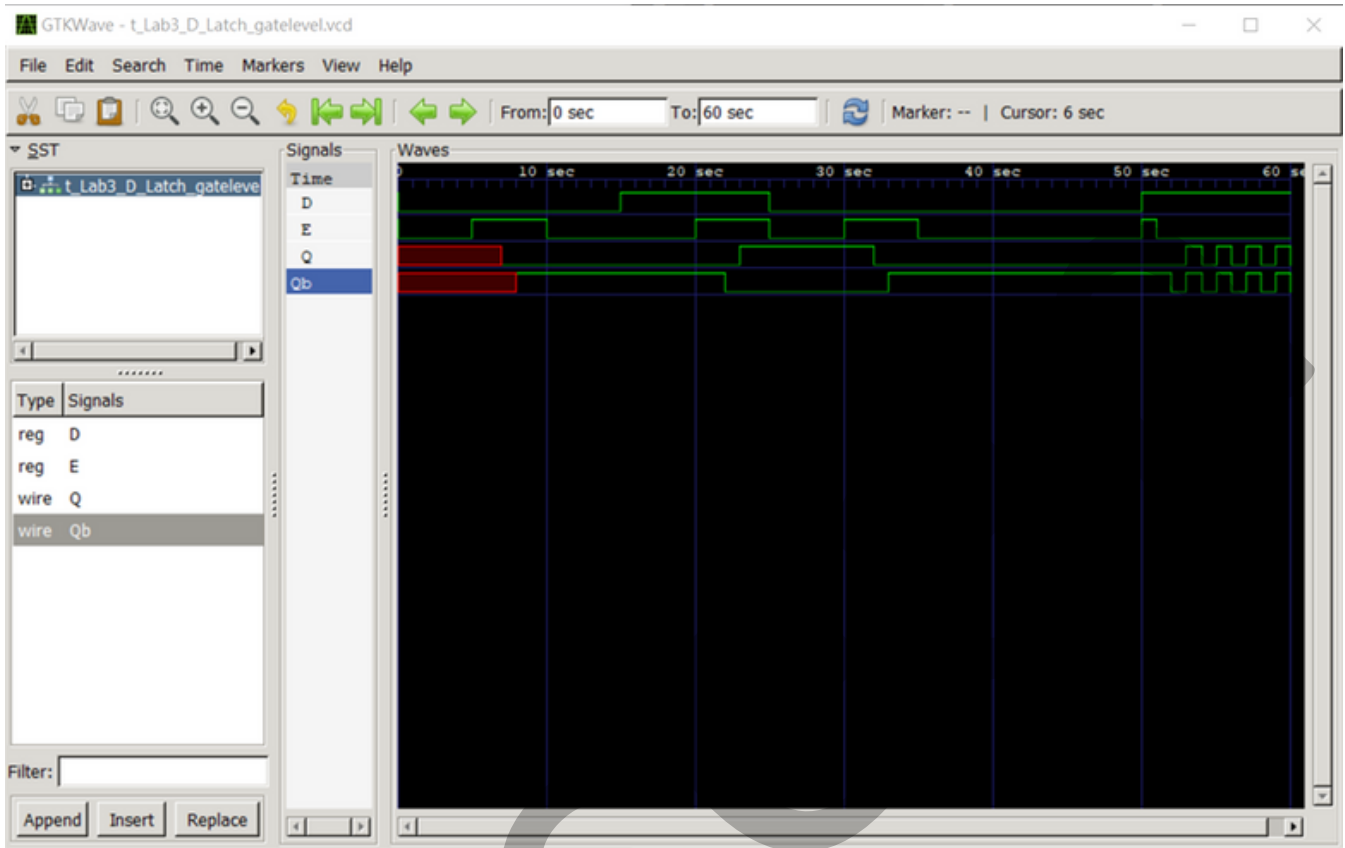 GTKWave - t_Lab3_D_Latch_gatelevel.vcd
File Edit Search Time Markers View Help
From: 0 sec To: 60 sec Marker: -- | Cursor: 6 sec
SST
t_Lab3_D_Latch_gateleve
Type Signals
reg D
reg E
wire Q
wire Qb
Filter:
Append Insert Replace
Signals
Time
D
E
Q
Qb
Waves
10 sec 20 sec 30 sec 40 sec 50 sec 60 se